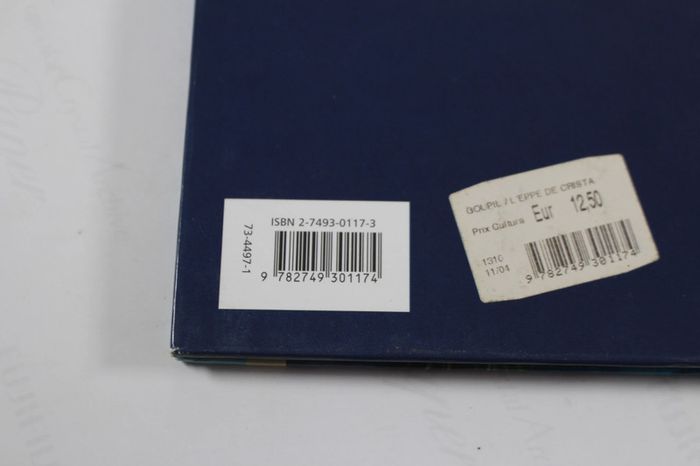 ISBN 2-7493-0117-3
73-4497-1
9 782749 301174
GOUPIL / L'EPPE DE CRISTA
Prix Cultura Eur 12,50
1310
11/04
9 782749 301174